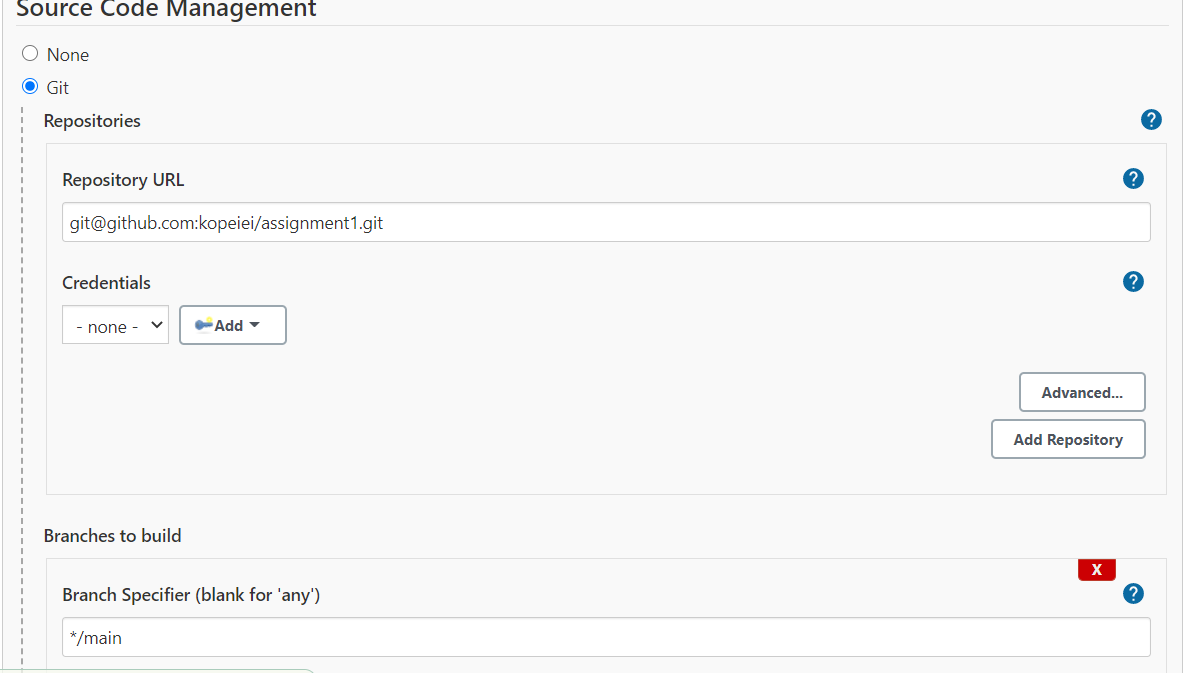 Source Code Management
None
Git
Repositories
?
Repository URL
?
git@github.com:kopeiei/assignment1.git
Credentials
?
- none -
Add
Advanced...
Add Repository
Branches to build
X
Branch Specifier (blank for 'any')
?
*/main